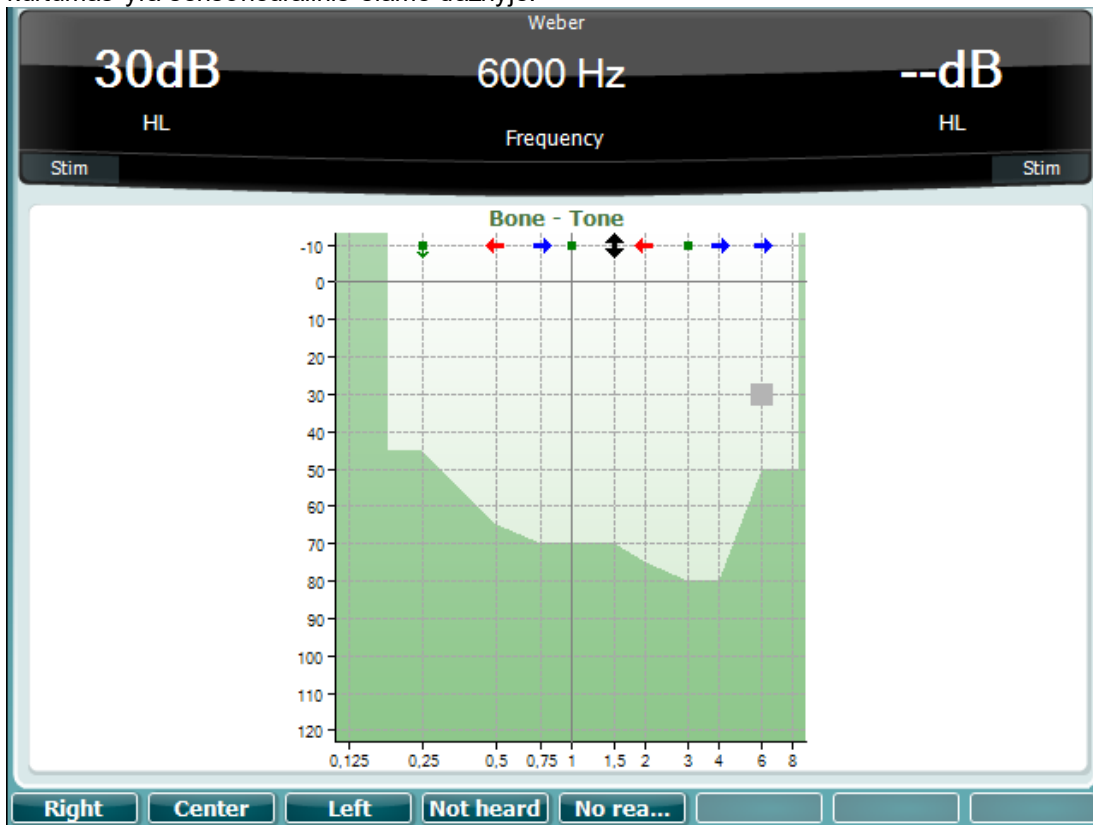 Weber
30dB 6000 Hz --dB
HL Frequency HL
Stim Stim
Bone - Tone
-10
0
10
20
30
40
50
60
70
80
90
100
110
120
0,125 0,25 0,5 0,75 1 1,5 2 3 4 6 8
Right Center Left Not heard No rea...